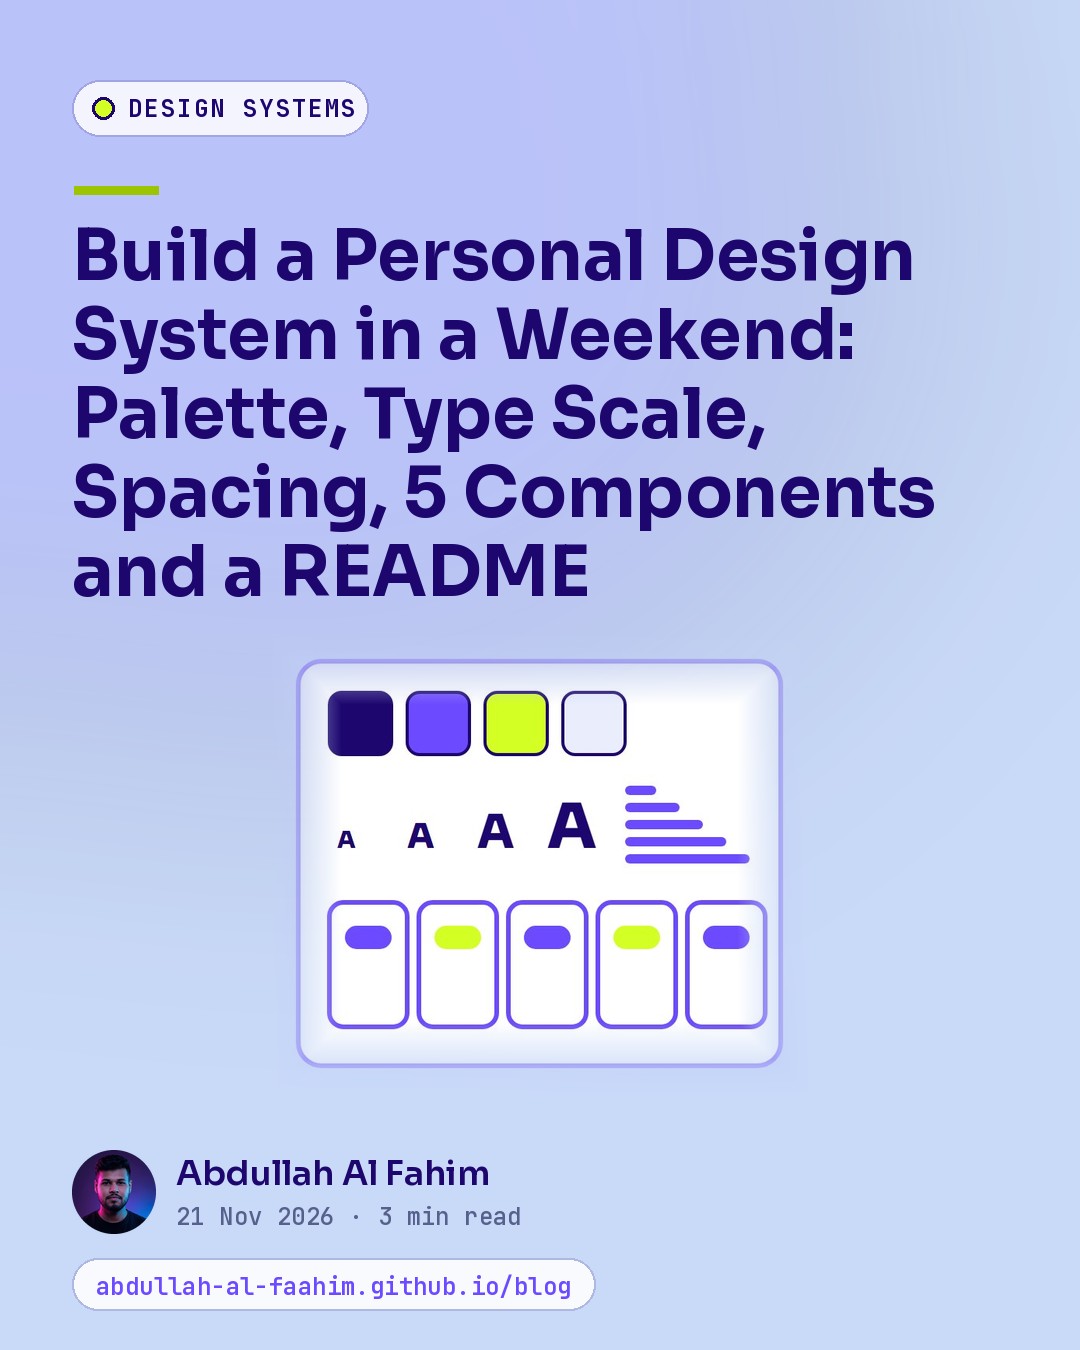 DESIGN SYSTEMS
Build a Personal Design
System in a Weekend:
Palette, Type Scale,
Spacing, 5 Components
and a README
A A A A
Abdullah Al Fahim
21 Nov 2026 · 3 min read
abdullah-al-faahim.github.io/blog